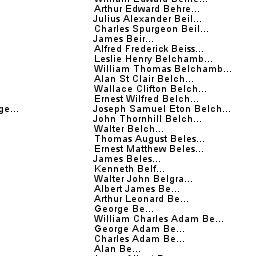 Arthur Edward Behre...
Julius Alexander Beil...
Charles Spurgeon Beil...
James Beir...
Alfred Frederick Beiss...
Leslie Henry Belchamb...
William Thomas Belchamb...
Alan St Clair Belch...
Wallace Clifton Belch...
Ernest Wilfred Belch...
ge... Joseph Samuel Eton Belch...
John Thornhill Belch...
Walter Belch...
Thomas August Beles...
Ernest Matthew Beles...
James Beles...
Kenneth Belf...
Walter John Belgra...
Albert James Be...
Arthur Leonard Be...
George Be...
William Charles Adam Be...
George Adam Be...
Charles Adam Be...
Alan Be...